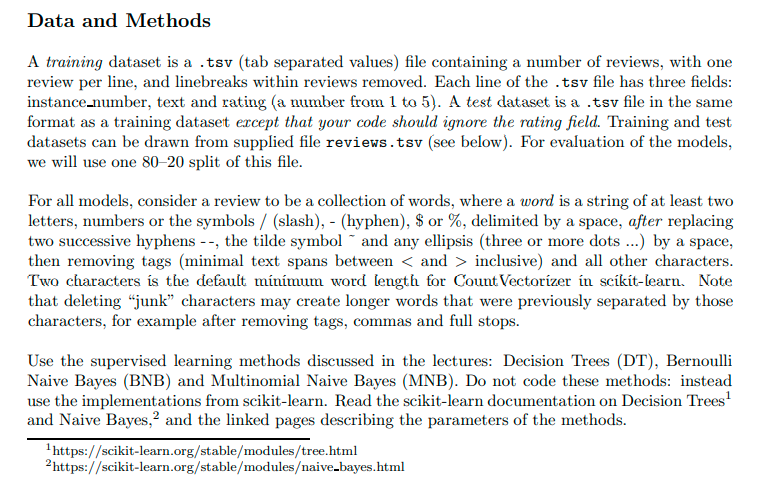 Data and Methods
A training dataset is a .tsv (tab separated values) file containing a number of reviews, with one
review per line, and linebreaks within reviews removed. Each line of the .tsv file has three fields:
instance_number, text and rating (a number from 1 to 5). A test dataset is a .tsv file in the same
format as a training dataset except that your code should ignore the rating field. Training and test
datasets can be drawn from supplied file reviews.tsv (see below). For evaluation of the models,
we will use one 80–20 split of this file.
For all models, consider a review to be a collection of words, where a word is a string of at least two
letters, numbers or the symbols / (slash), - (hyphen), $ or %, delimited by a space, after replacing
two successive hyphens --, the tilde symbol ~ and any ellipsis (three or more dots ...) by a space,
then removing tags (minimal text spans between < and > inclusive) and all other characters.
Two characters is the default minimum word length for CountVectorizer in scikit-learn. Note
that deleting “junk” characters may create longer words that were previously separated by those
characters, for example after removing tags, commas and full stops.
Use the supervised learning methods discussed in the lectures: Decision Trees (DT), Bernoulli
Naive Bayes (BNB) and Multinomial Naive Bayes (MNB). Do not code these methods: instead
use the implementations from scikit-learn. Read the scikit-learn documentation on Decision Trees¹
and Naive Bayes,² and the linked pages describing the parameters of the methods.
¹https://scikit-learn.org/stable/modules/tree.html
²https://scikit-learn.org/stable/modules/naive_bayes.html